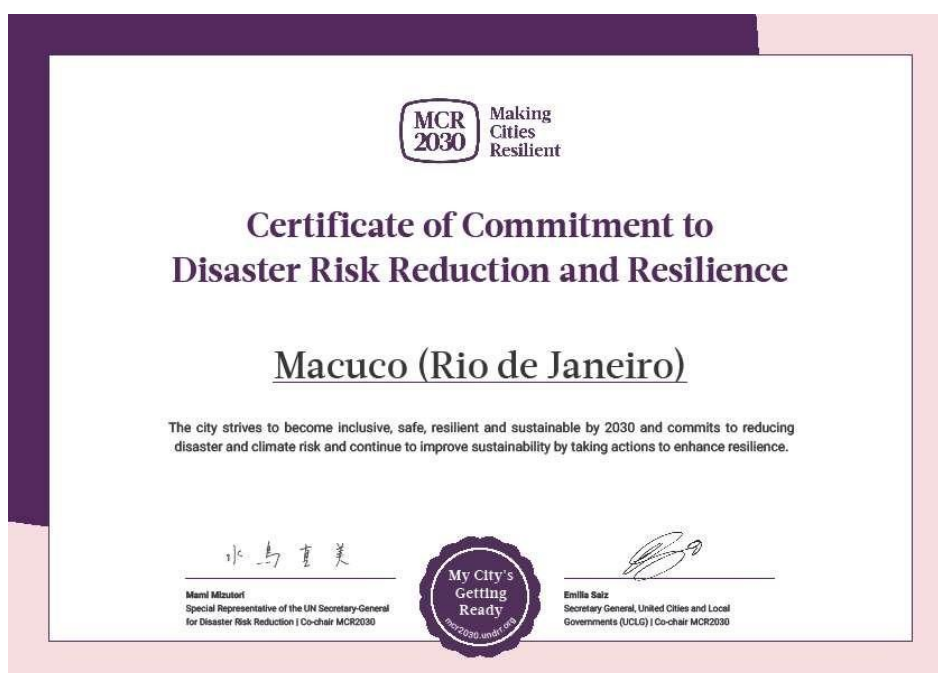 MCR
2030
Making
Cities
Resilient
Certificate of Commitment to
Disaster Risk Reduction and Resilience
Macuco (Rio de Janeiro)
The city strives to become inclusive, safe, resilient and sustainable by 2030 and commits to reducing
disaster and climate risk and continue to improve sustainability by taking actions to enhance resilience.
水鳥真美
Mami Mizutori
Special Representative of the UN Secretary-General
for Disaster Risk Reduction | Co-chair MCR2030
My City's
Getting
Ready
mcr2030.undrr.org
Emilia Saiz
Secretary General, United Cities and Local
Governments (UCLG) | Co-chair MCR2030